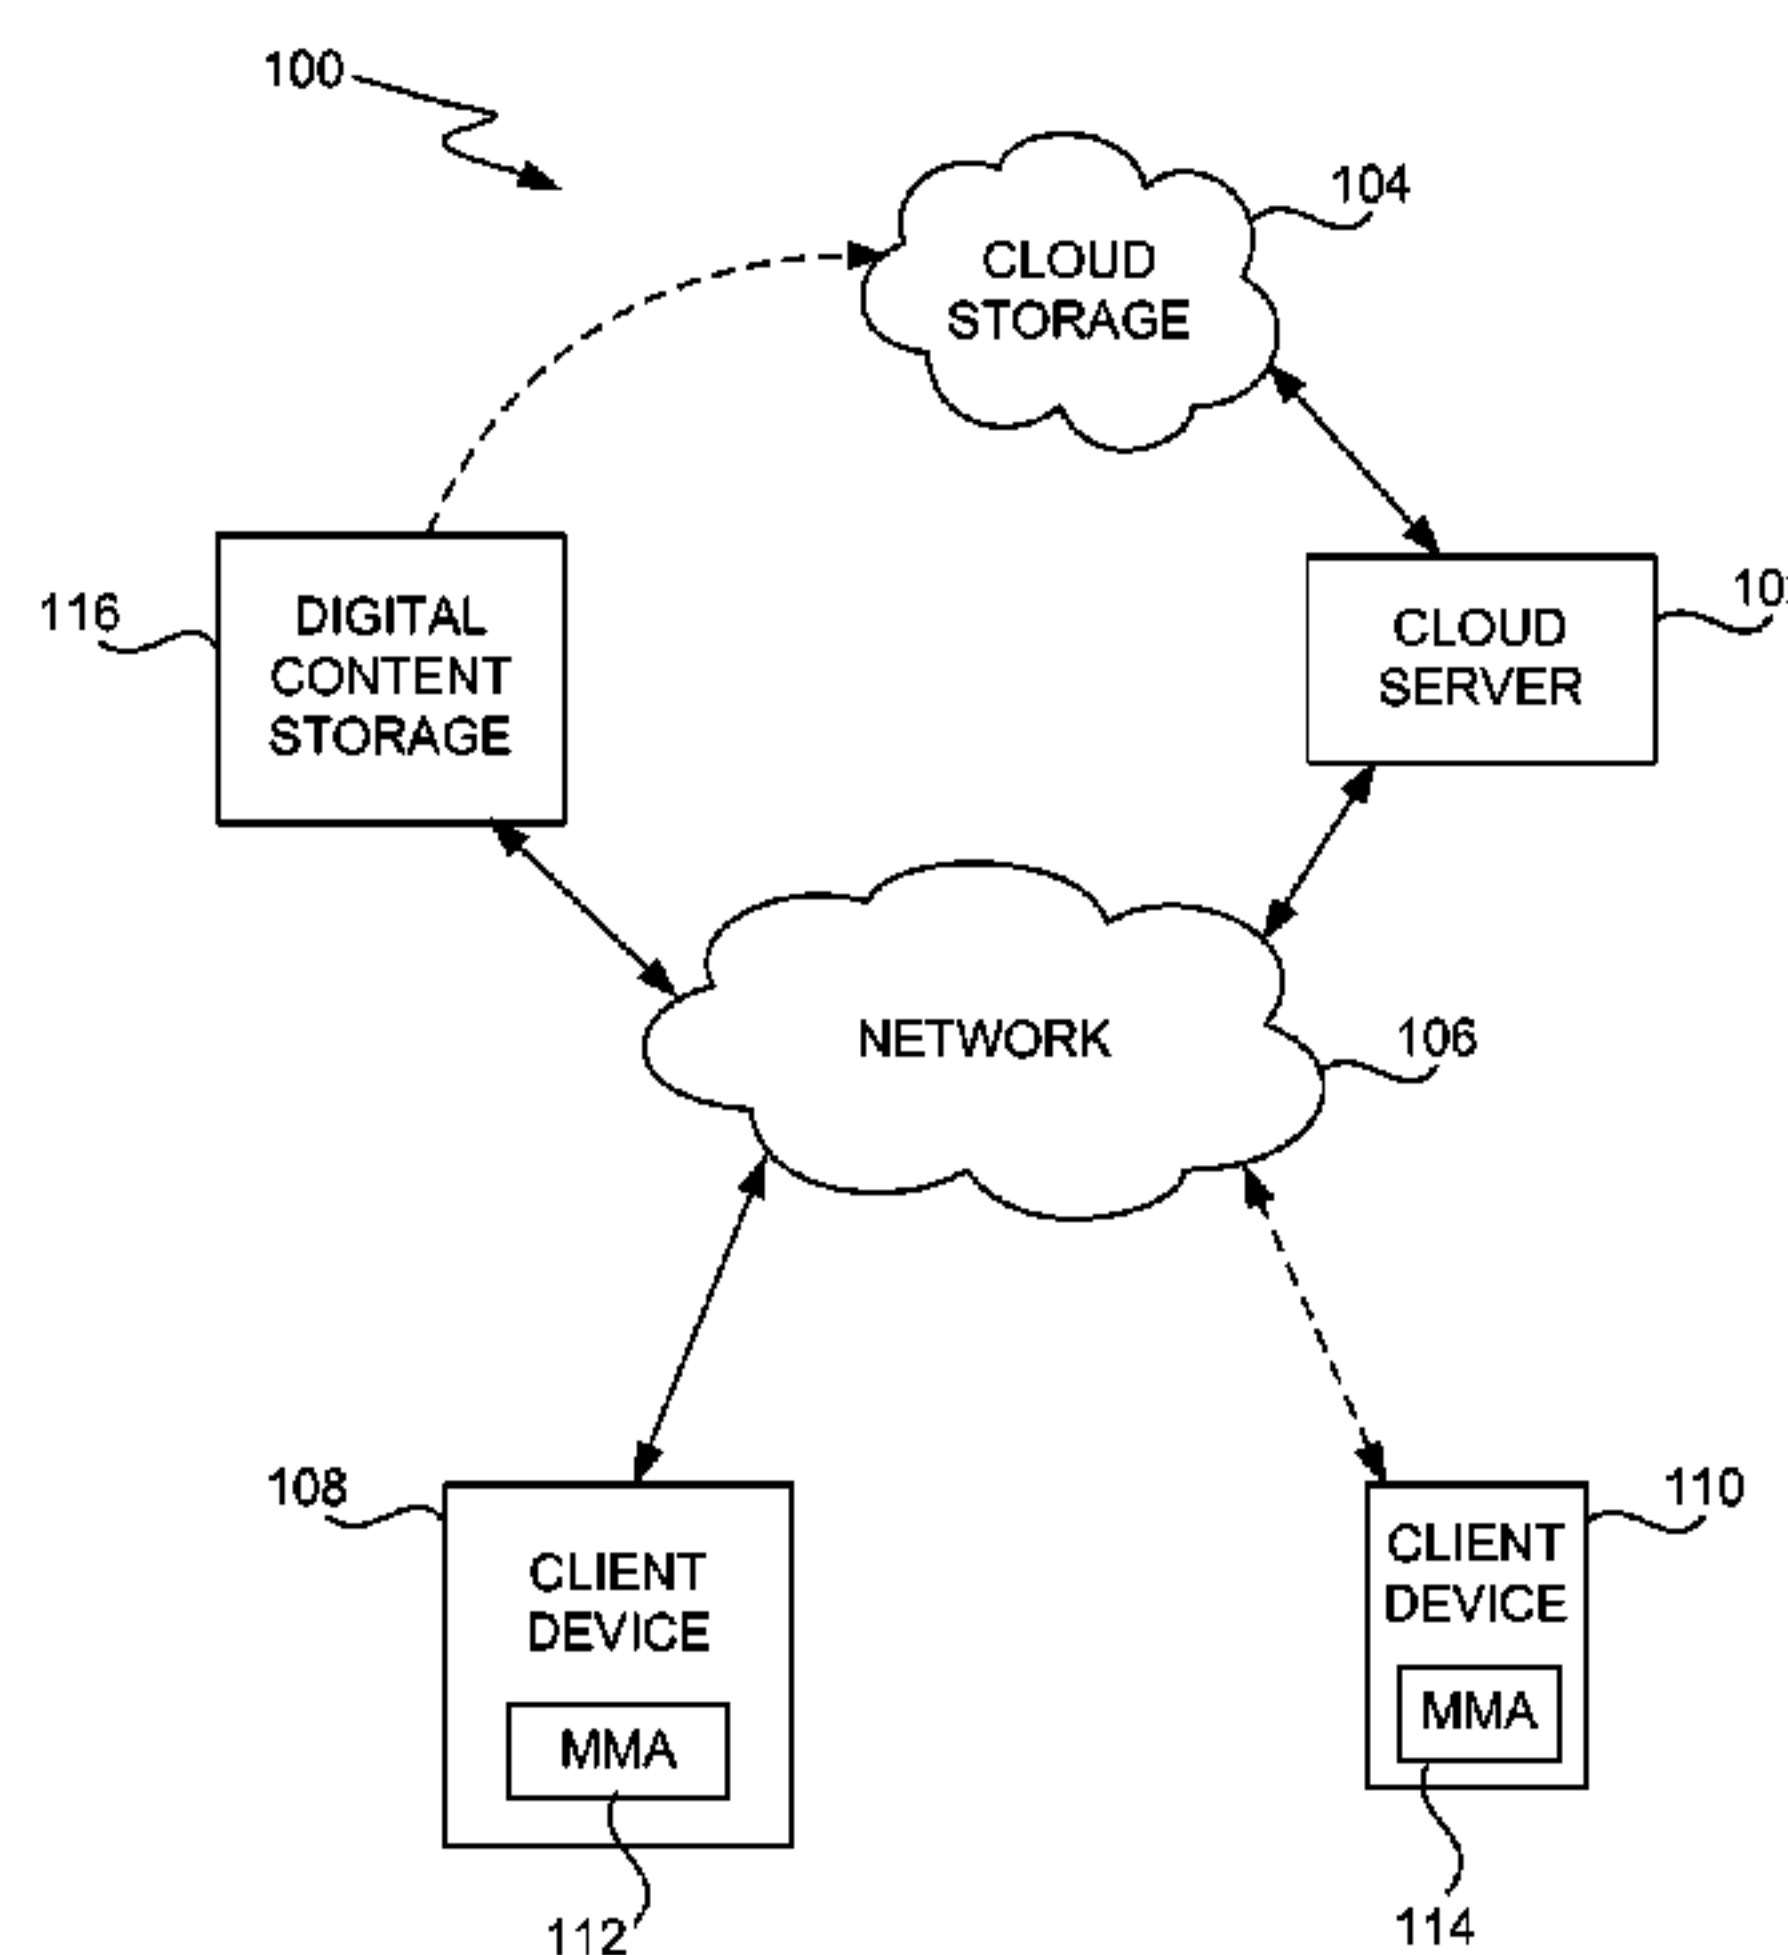 100
104
CLOUD
STORAGE
116
DIGITAL
CONTENT
STORAGE
CLOUD
SERVER
NETWORK
106
108
CLIENT
DEVICE
MMA
112
110
CLIENT
DEVICE
MMA
114